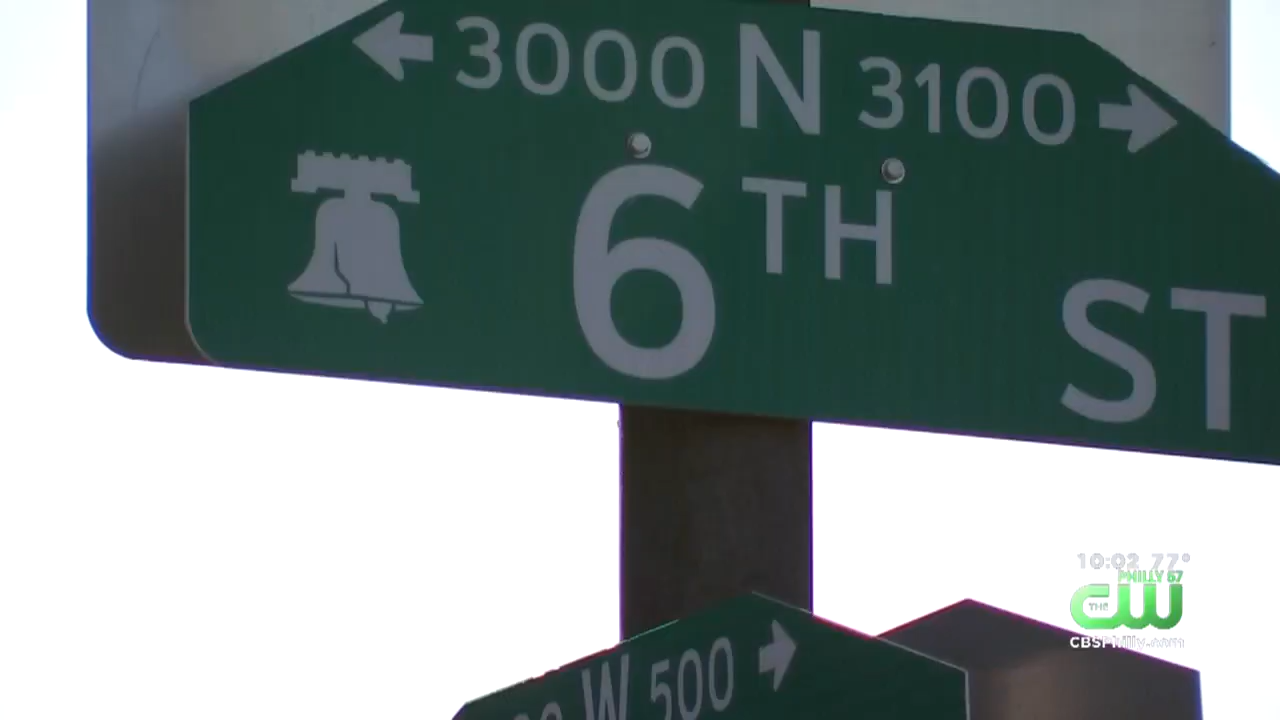 ← 3000 N 3100 →
6TH ST
W 500 →
10:02 77°
PHILLY 57
THE CW
CBSPhilly.com